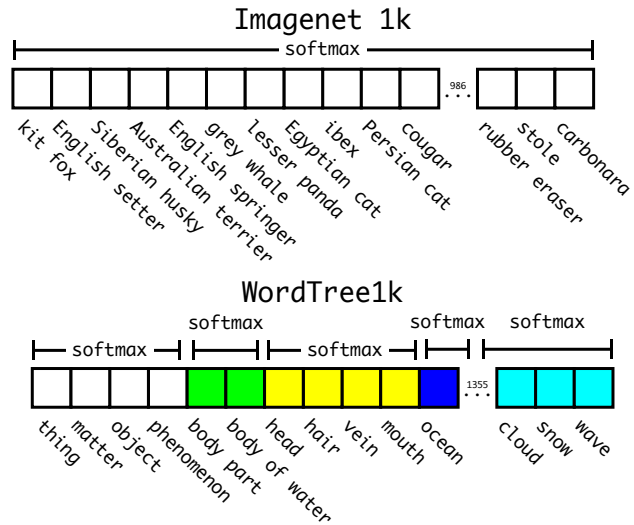 Imagenet 1k
softmax
986
kit fox
English setter
Siberian husky
Australian terrier
English springer
grey whale
lesser panda
Egyptian cat
ibex
Persian cat
cougar
rubber eraser
stole
carbonara
WordTree1k
softmax
softmax
softmax
softmax
softmax
1355
thing
matter
object
phenomenon
body part
body of water
head
hair
vein
mouth
ocean
cloud
snow
wave